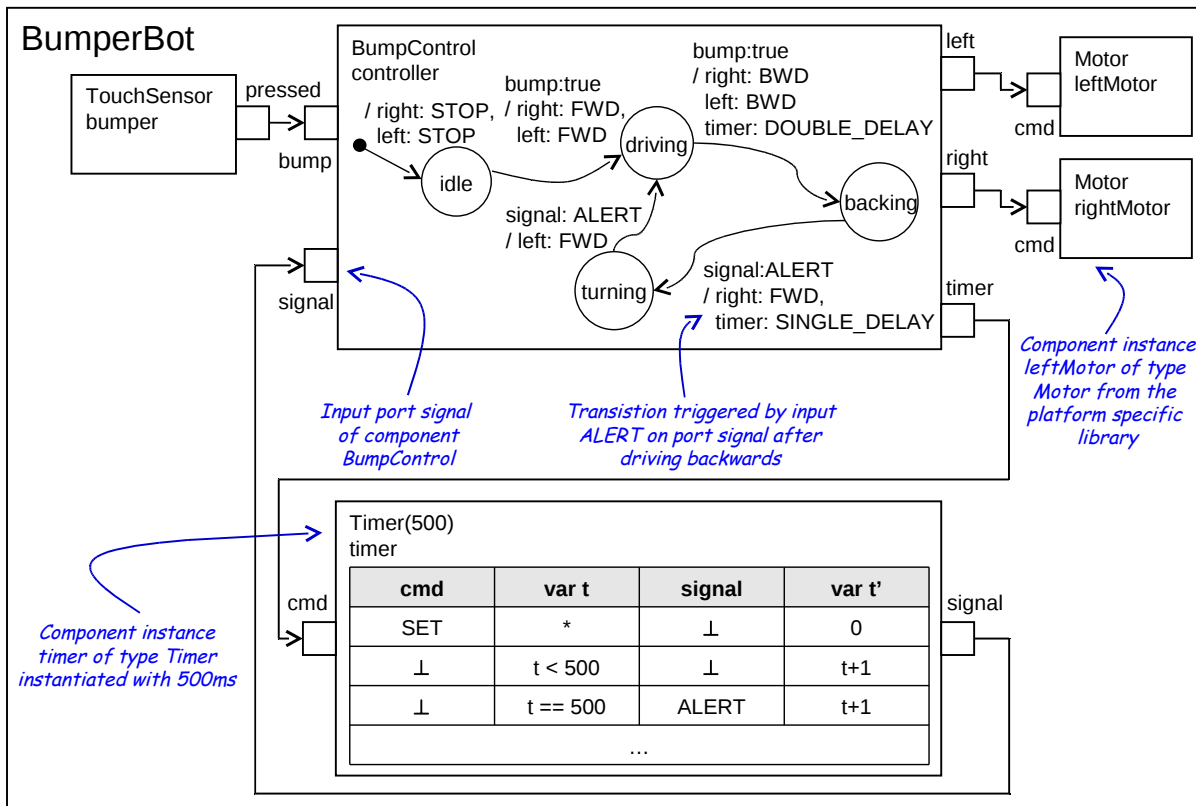 BumperBot
TouchSensor
bumper
pressed
bump
signal
BumpControl
controller
/ right: STOP,
left: STOP
bump:true
/ right: FWD,
left: FWD
bump:true
/ right: BWD
left: BWD
timer: DOUBLE_DELAY
idle
driving
backing
turning
signal: ALERT
/ left: FWD
signal:ALERT
/ right: FWD,
timer: SINGLE_DELAY
left
right
timer
Motor
leftMotor
cmd
Motor
rightMotor
cmd
Input port signal
of component
BumpControl
Transistion triggered by input
ALERT on port signal after
driving backwards
Component instance
leftMotor of type
Motor from the
platform specific
library
Component instance
timer of type Timer
instantiated with 500ms
Timer(500)
timer
cmd
signal
cmd var t signal var t’
SET * ⊥ 0
⊥ t < 500 ⊥ t+1
⊥ t == 500 ALERT t+1
...